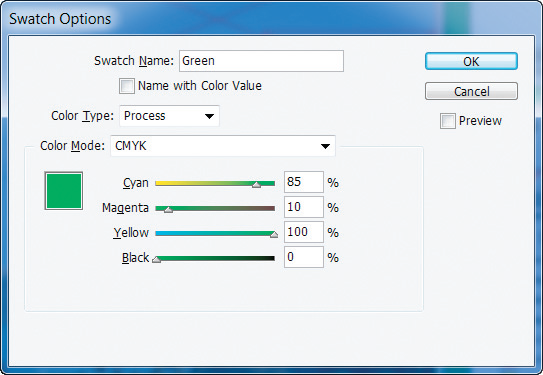 Swatch Options
Swatch Name: Green
OK
Name with Color Value
Cancel
Color Type: Process
Preview
Color Mode: CMYK
Cyan 85 %
Magenta 10 %
Yellow 100 %
Black 0 %